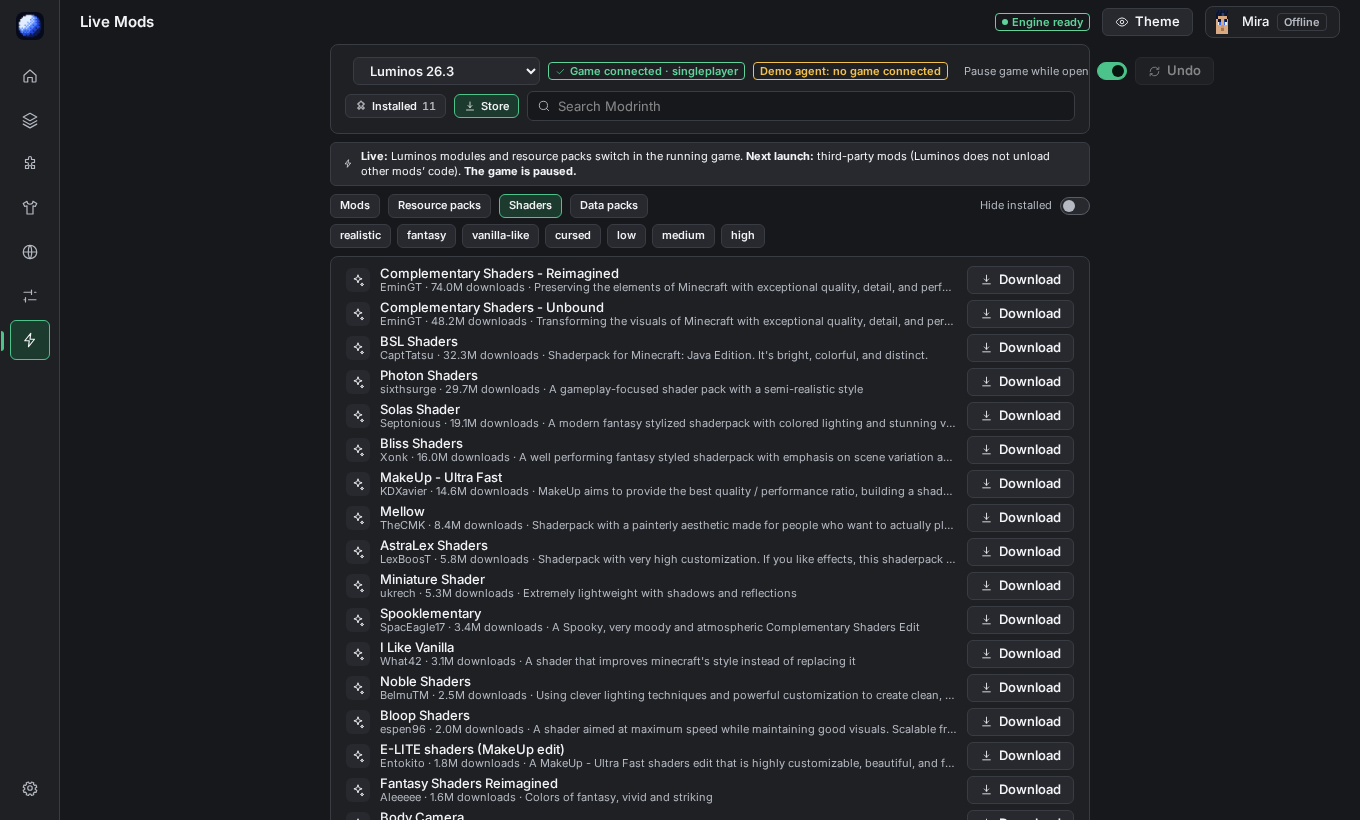 Live Mods
Engine ready
Theme
Mira Offline
Luminos 26.3
Game connected · singleplayer
Demo agent: no game connected
Pause game while open
Undo
Installed 11
Store
Search Modrinth
Live: Luminos modules and resource packs switch in the running game. Next launch: third-party mods (Luminos does not unload
other mods' code). The game is paused.
Mods
Resource packs
Shaders
Data packs
Hide installed
realistic
fantasy
vanilla-like
cursed
low
medium
high
Complementary Shaders - Reimagined
EminGT · 74.0M downloads · Preserving the elements of Minecraft with exceptional quality, detail, and perf...
Download
Complementary Shaders - Unbound
EminGT · 48.2M downloads · Transforming the visuals of Minecraft with exceptional quality, detail, and per...
Download
BSL Shaders
CaptTatsu · 32.3M downloads · Shaderpack for Minecraft: Java Edition. It's bright, colorful, and distinct.
Download
Photon Shaders
sixthsurge · 29.7M downloads · A gameplay-focused shader pack with a semi-realistic style
Download
Solas Shader
Septonious · 19.1M downloads · A modern fantasy stylized shaderpack with colored lighting and stunning v...
Download
Bliss Shaders
Xonk · 16.0M downloads · A well performing fantasy styled shaderpack with emphasis on scene variation a...
Download
MakeUp - Ultra Fast
KDXavier · 14.6M downloads · MakeUp aims to provide the best quality / performance ratio, building a shad...
Download
Mellow
TheCMK · 8.4M downloads · Shaderpack with a painterly aesthetic made for people who want to actually pl...
Download
AstraLex Shaders
LexBoosT · 5.8M downloads · Shaderpack with very high customization. If you like effects, this shaderpack ...
Download
Miniature Shader
ukrech · 5.3M downloads · Extremely lightweight with shadows and reflections
Download
Spooklementary
SpacEagle17 · 3.4M downloads · A Spooky, very moody and atmospheric Complementary Shaders Edit
Download
I Like Vanilla
What42 · 3.1M downloads · A shader that improves minecraft's style instead of replacing it
Download
Noble Shaders
BelmuTM · 2.5M downloads · Using clever lighting techniques and powerful customization to create clean, ...
Download
Bloop Shaders
espen96 · 2.0M downloads · A shader aimed at maximum speed while maintaining good visuals. Scalable fr...
Download
E-LITE shaders (MakeUp edit)
Entokito · 1.8M downloads · A MakeUp - Ultra Fast shaders edit that is highly customizable, beautiful, and f...
Download
Fantasy Shaders Reimagined
Aleeeee · 1.6M downloads · Colors of fantasy, vivid and striking
Download
Body Camera
Download